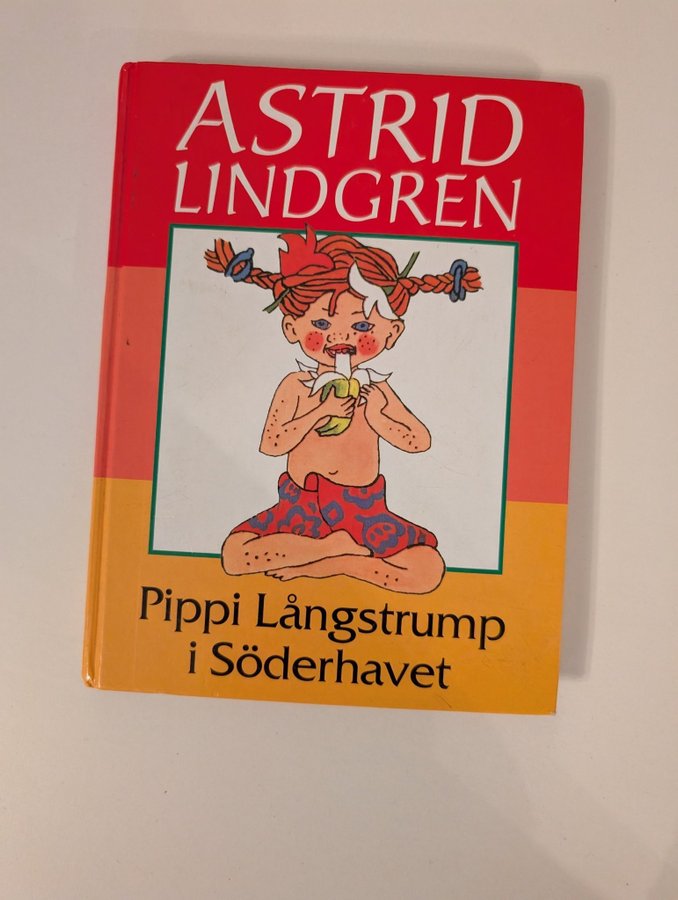 ASTRID
LINDGREN
Pippi Långstrump
i Söderhavet